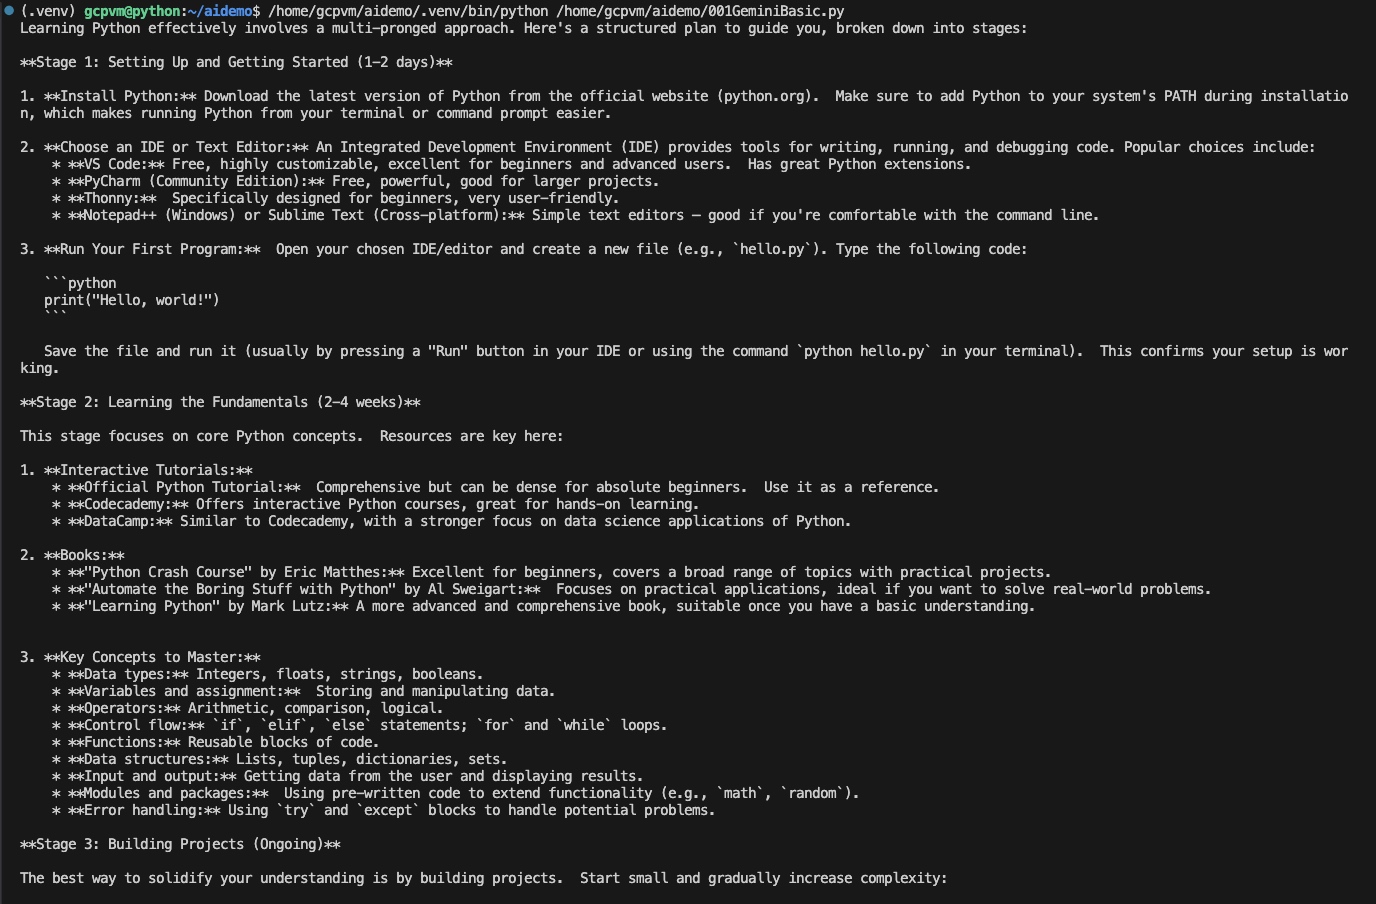 (.venv) gcpvm@python:~/aidemo$ /home/gcpvm/aidemo/.venv/bin/python /home/gcpvm/aidemo/001GeminiBasic.py
Learning Python effectively involves a multi-pronged approach. Here's a structured plan to guide you, broken down into stages:

**Stage 1: Setting Up and Getting Started (1-2 days)**

1. **Install Python:** Download the latest version of Python from the official website (python.org).  Make sure to add Python to your system's PATH during installatio
n, which makes running Python from your terminal or command prompt easier.

2. **Choose an IDE or Text Editor:** An Integrated Development Environment (IDE) provides tools for writing, running, and debugging code. Popular choices include:
    * **VS Code:** Free, highly customizable, excellent for beginners and advanced users.  Has great Python extensions.
    * **PyCharm (Community Edition):** Free, powerful, good for larger projects.
    * **Thonny:**  Specifically designed for beginners, very user-friendly.
    * **Notepad++ (Windows) or Sublime Text (Cross-platform):** Simple text editors – good if you're comfortable with the command line.

3. **Run Your First Program:**  Open your chosen IDE/editor and create a new file (e.g., `hello.py`). Type the following code:

   ```python
   print("Hello, world!")
   ```

   Save the file and run it (usually by pressing a "Run" button in your IDE or using the command `python hello.py` in your terminal).  This confirms your setup is wor
king.

**Stage 2: Learning the Fundamentals (2-4 weeks)**

This stage focuses on core Python concepts.  Resources are key here:

1. **Interactive Tutorials:**
    * **Official Python Tutorial:**  Comprehensive but can be dense for absolute beginners.  Use it as a reference.
    * **Codecademy:** Offers interactive Python courses, great for hands-on learning.
    * **DataCamp:** Similar to Codecademy, with a stronger focus on data science applications of Python.

2. **Books:**
    * **"Python Crash Course" by Eric Matthes:** Excellent for beginners, covers a broad range of topics with practical projects.
    * **"Automate the Boring Stuff with Python" by Al Sweigart:**  Focuses on practical applications, ideal if you want to solve real-world problems.
    * **"Learning Python" by Mark Lutz:** A more advanced and comprehensive book, suitable once you have a basic understanding.

3. **Key Concepts to Master:**
    * **Data types:** Integers, floats, strings, booleans.
    * **Variables and assignment:**  Storing and manipulating data.
    * **Operators:** Arithmetic, comparison, logical.
    * **Control flow:** `if`, `elif`, `else` statements; `for` and `while` loops.
    * **Functions:** Reusable blocks of code.
    * **Data structures:** Lists, tuples, dictionaries, sets.
    * **Input and output:** Getting data from the user and displaying results.
    * **Modules and packages:**  Using pre-written code to extend functionality (e.g., `math`, `random`).
    * **Error handling:** Using `try` and `except` blocks to handle potential problems.

**Stage 3: Building Projects (Ongoing)**

The best way to solidify your understanding is by building projects.  Start small and gradually increase complexity: